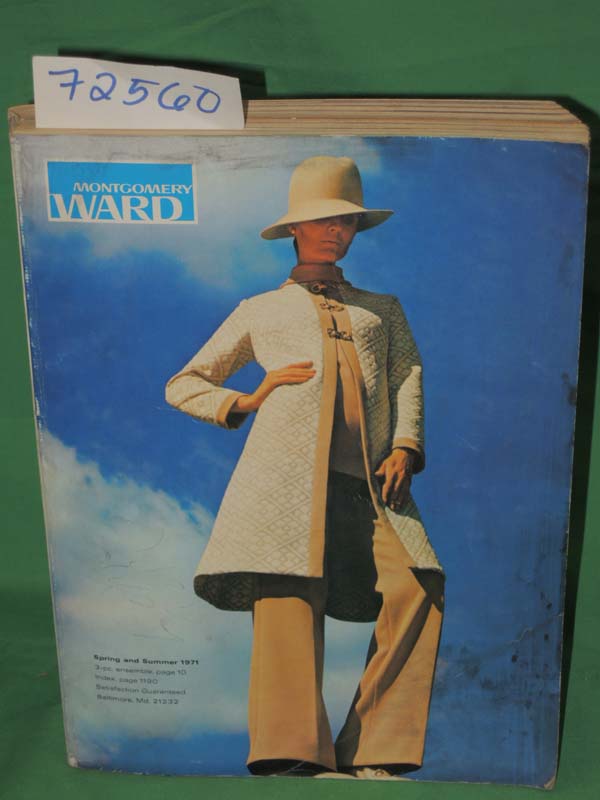 72560
MONTGOMERY
WARD
Spring and Summer 1971
3-pc. ensemble, page 10
Index, page 1190
Satisfaction Guaranteed
Baltimore, Md. 21232